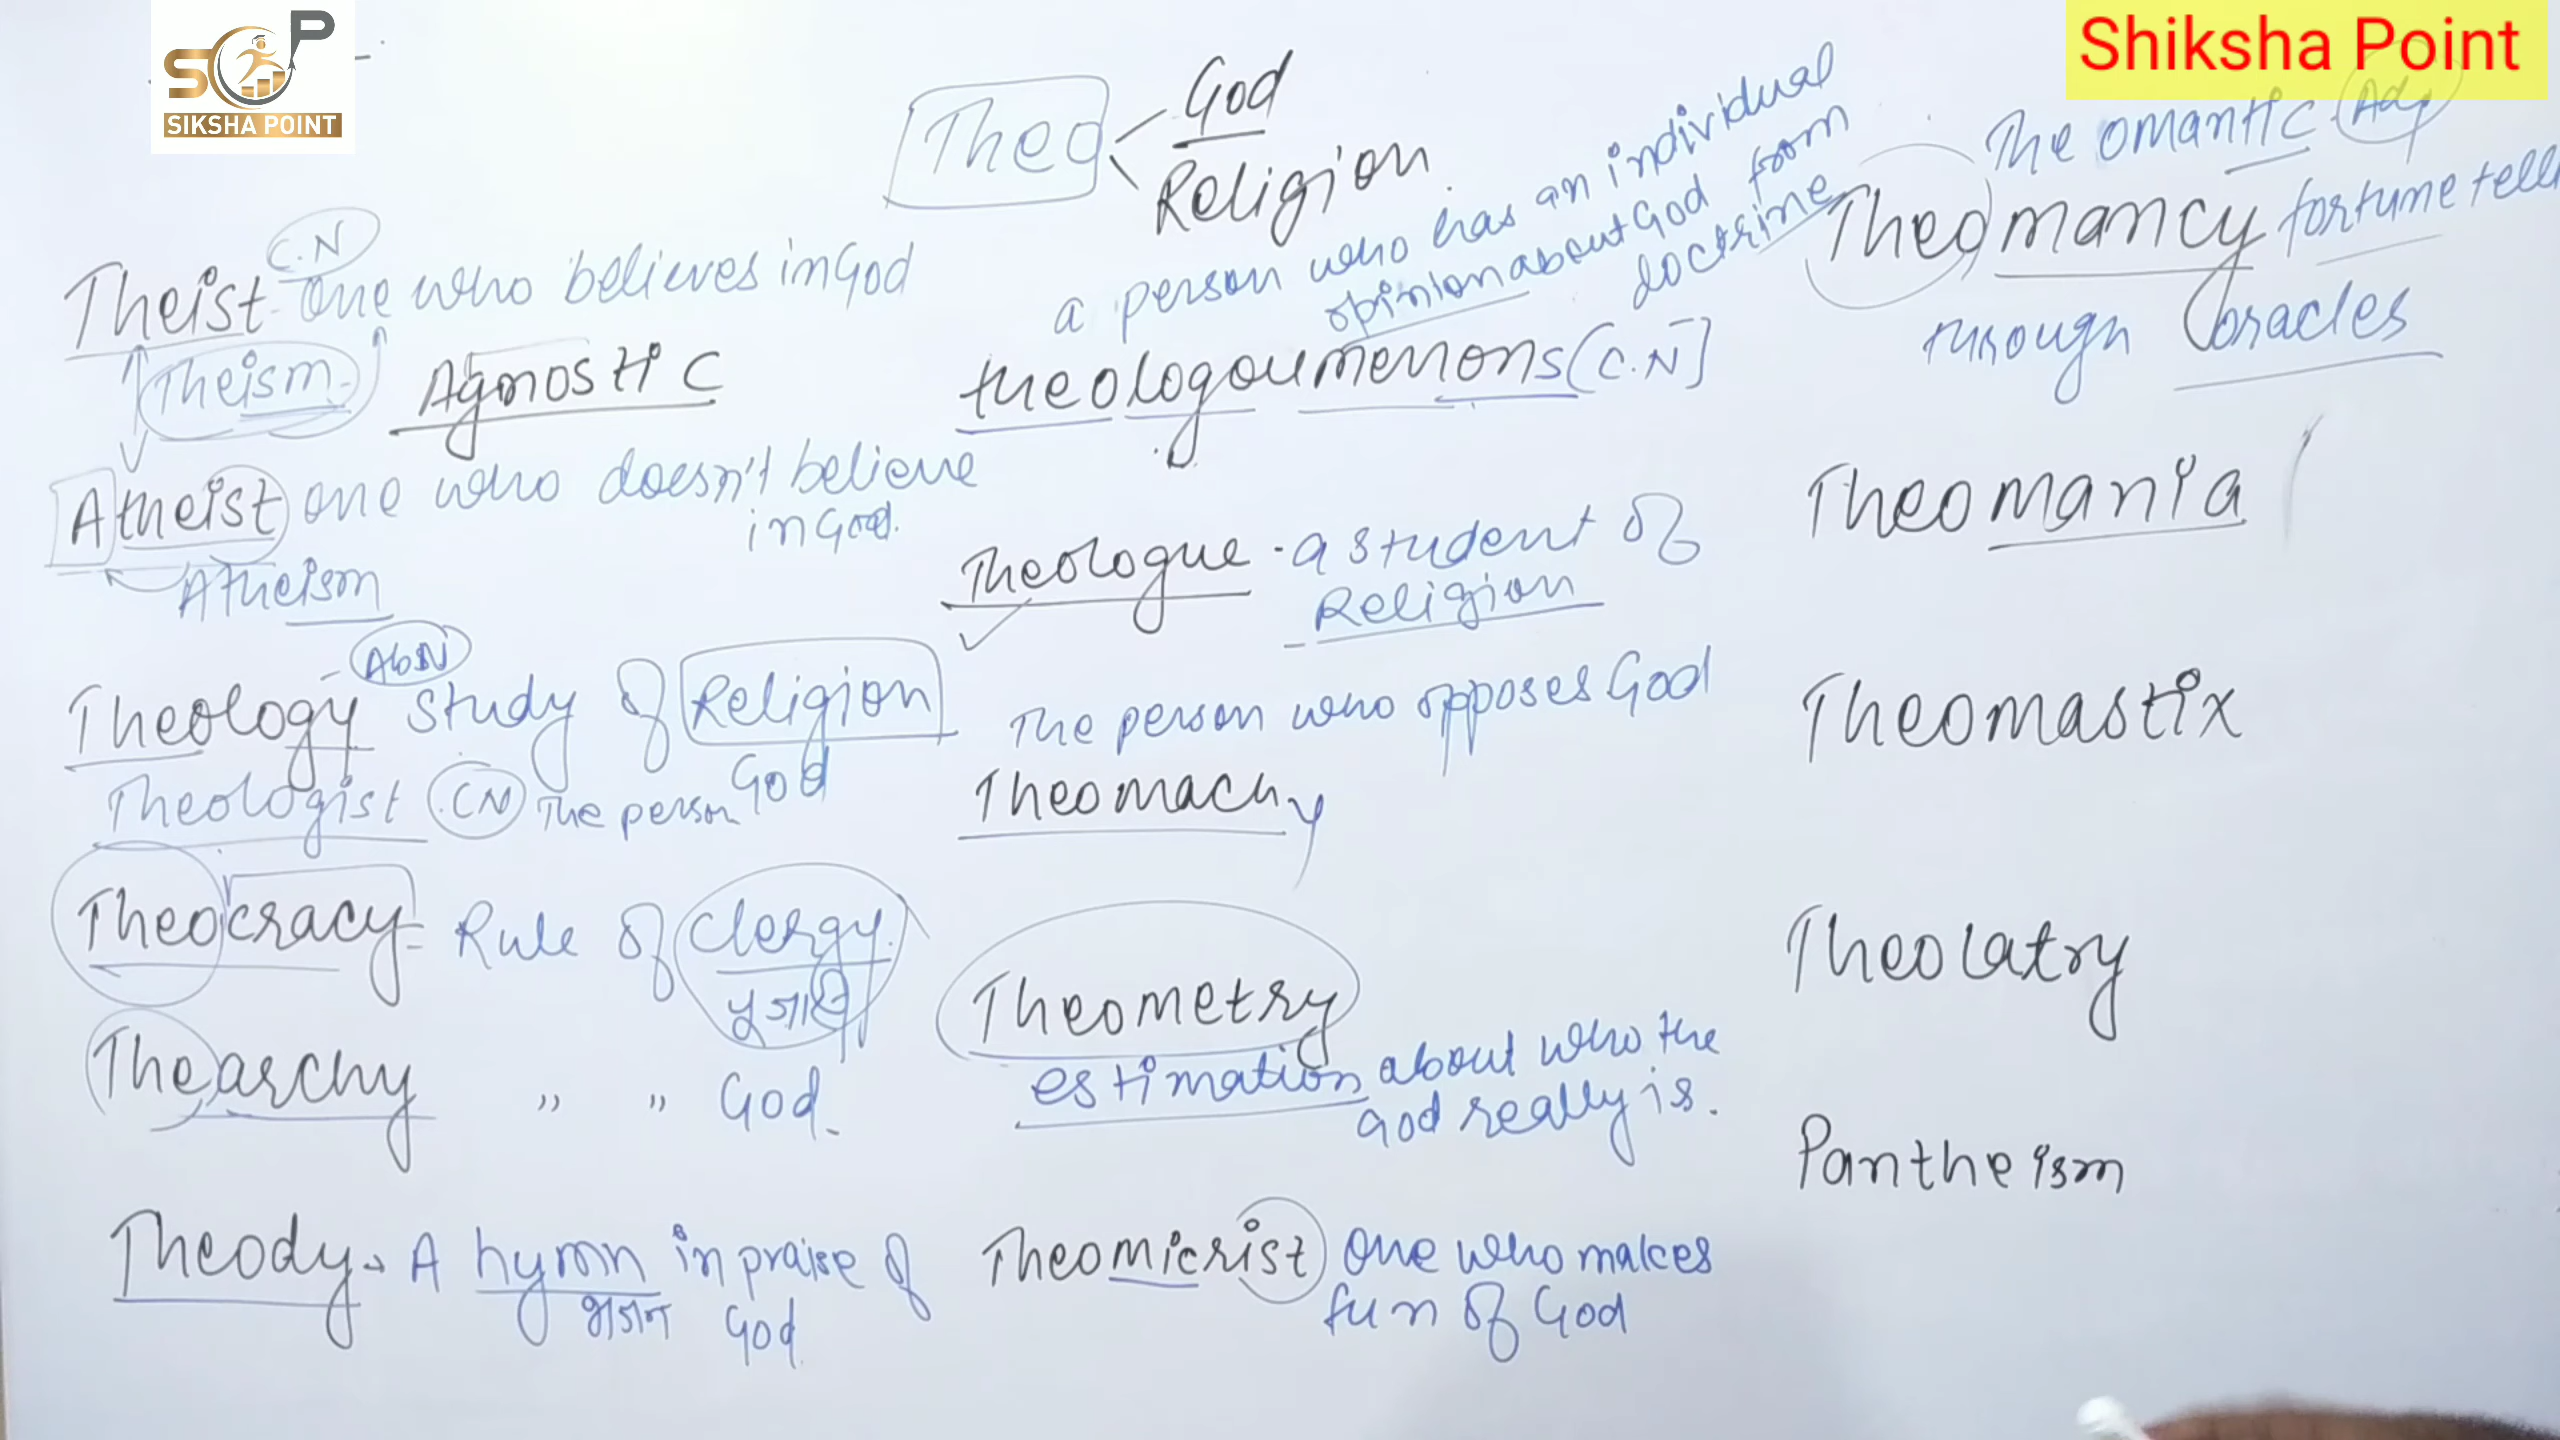 SP
SIKSHA POINT
Shiksha Point
Theo
God
Religion.
Theist - one who believes in God
C.N
Theism.
Agnostic
Atheist one who doesn't believe
in God.
Atheism
Theology Study of Religion
AbsN
God
Theologist C.N The person
Theocracy = Rule of Clergy.
पुजारी
Thearchy " " God.
Theody → A hymn in praise of
भजन God
a person who has an individual
opinion about God from
doctrine
theologoumenons (C.N]
Theologue - a student of
Religion
The person who opposes God
Theomachy
Theometry
estimation about who the
God really is.
Theomicrist one who makes
fun of God
Theomantic Adj
Theomancy fortune tell
through oracles
Theomania
Theomastix
Theolatry
Pantheism